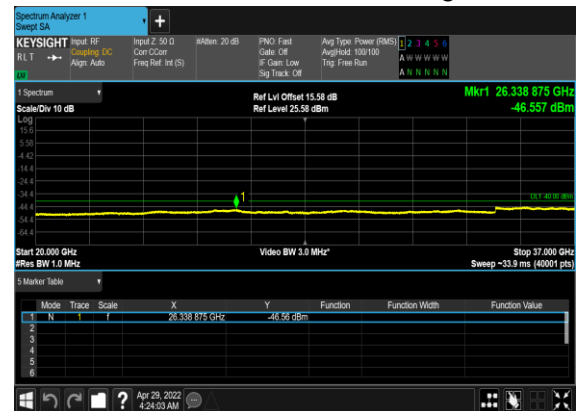 Spectrum Analyzer 1
Swept SA
+
KEYSIGHT Input: RF Input Z: 50 Ω #Atten: 20 dB PNO: Fast Avg Type: Power (RMS) 1 2 3 4 5 6
RLT Coupling: DC Corr CCorr Gate: Off Avg|Hold: 100/100 A W W W W W
Align: Auto Freq Ref: Int (S) IF Gain: Low Trig: Free Run
Sig Track: Off A N N N N N
1 Spectrum Ref Lvl Offset 15.58 dB Mkr1 26.338 875 GHz
Scale/Div 10 dB Ref Level 25.58 dBm -46.557 dBm
Log
15.6
5.58
-4.42
-14.4
-24.4
-34.4
-44.4
-54.4
-64.4
1
DL1 -40.00 dBm
Start 20.000 GHz Video BW 3.0 MHz* Stop 37.000 GHz
#Res BW 1.0 MHz Sweep ~33.9 ms (40001 pts)
5 Marker Table
Mode Trace Scale X Y Function Function Width Function Value
1 N 1 f 26.338 875 GHz -46.56 dBm
2
3
4
5
6
? Apr 29, 2022
4:24:03 AM